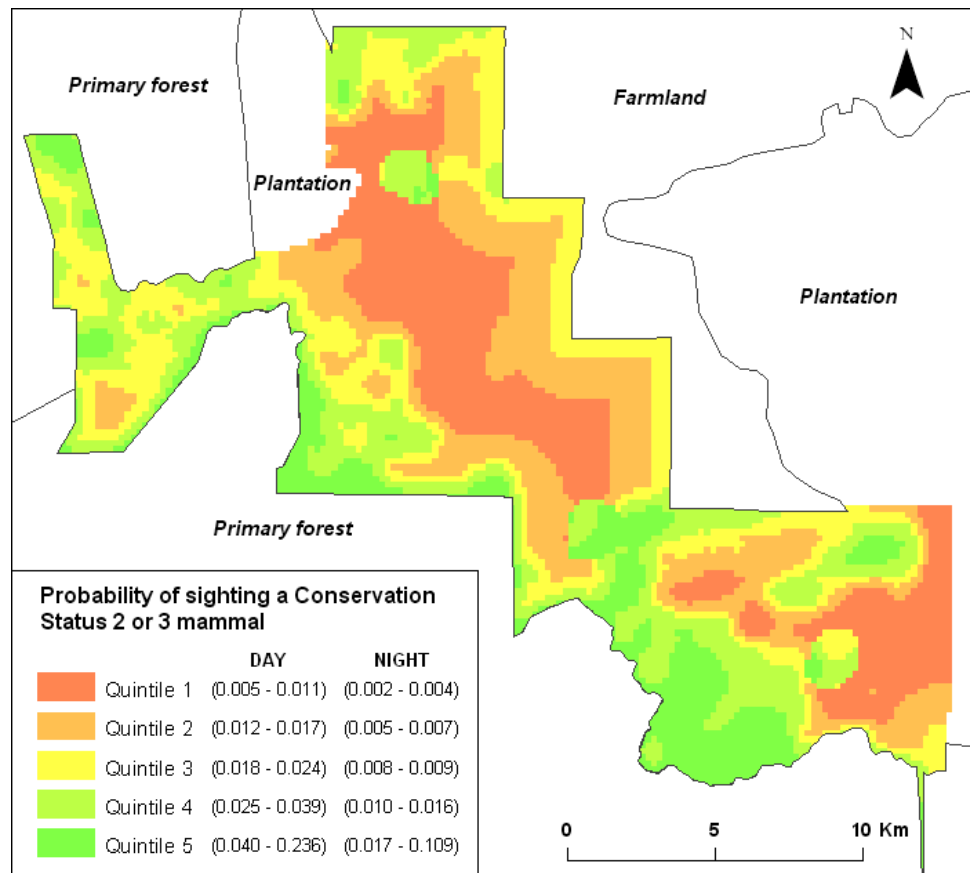 N
Primary forest
Farmland
Plantation
Plantation
Primary forest
Probability of sighting a Conservation
Status 2 or 3 mammal
DAY NIGHT
Quintile 1 (0.005 - 0.011) (0.002 - 0.004)
Quintile 2 (0.012 - 0.017) (0.005 - 0.007)
Quintile 3 (0.018 - 0.024) (0.008 - 0.009)
Quintile 4 (0.025 - 0.039) (0.010 - 0.016)
Quintile 5 (0.040 - 0.236) (0.017 - 0.109)
0 5 10 Km